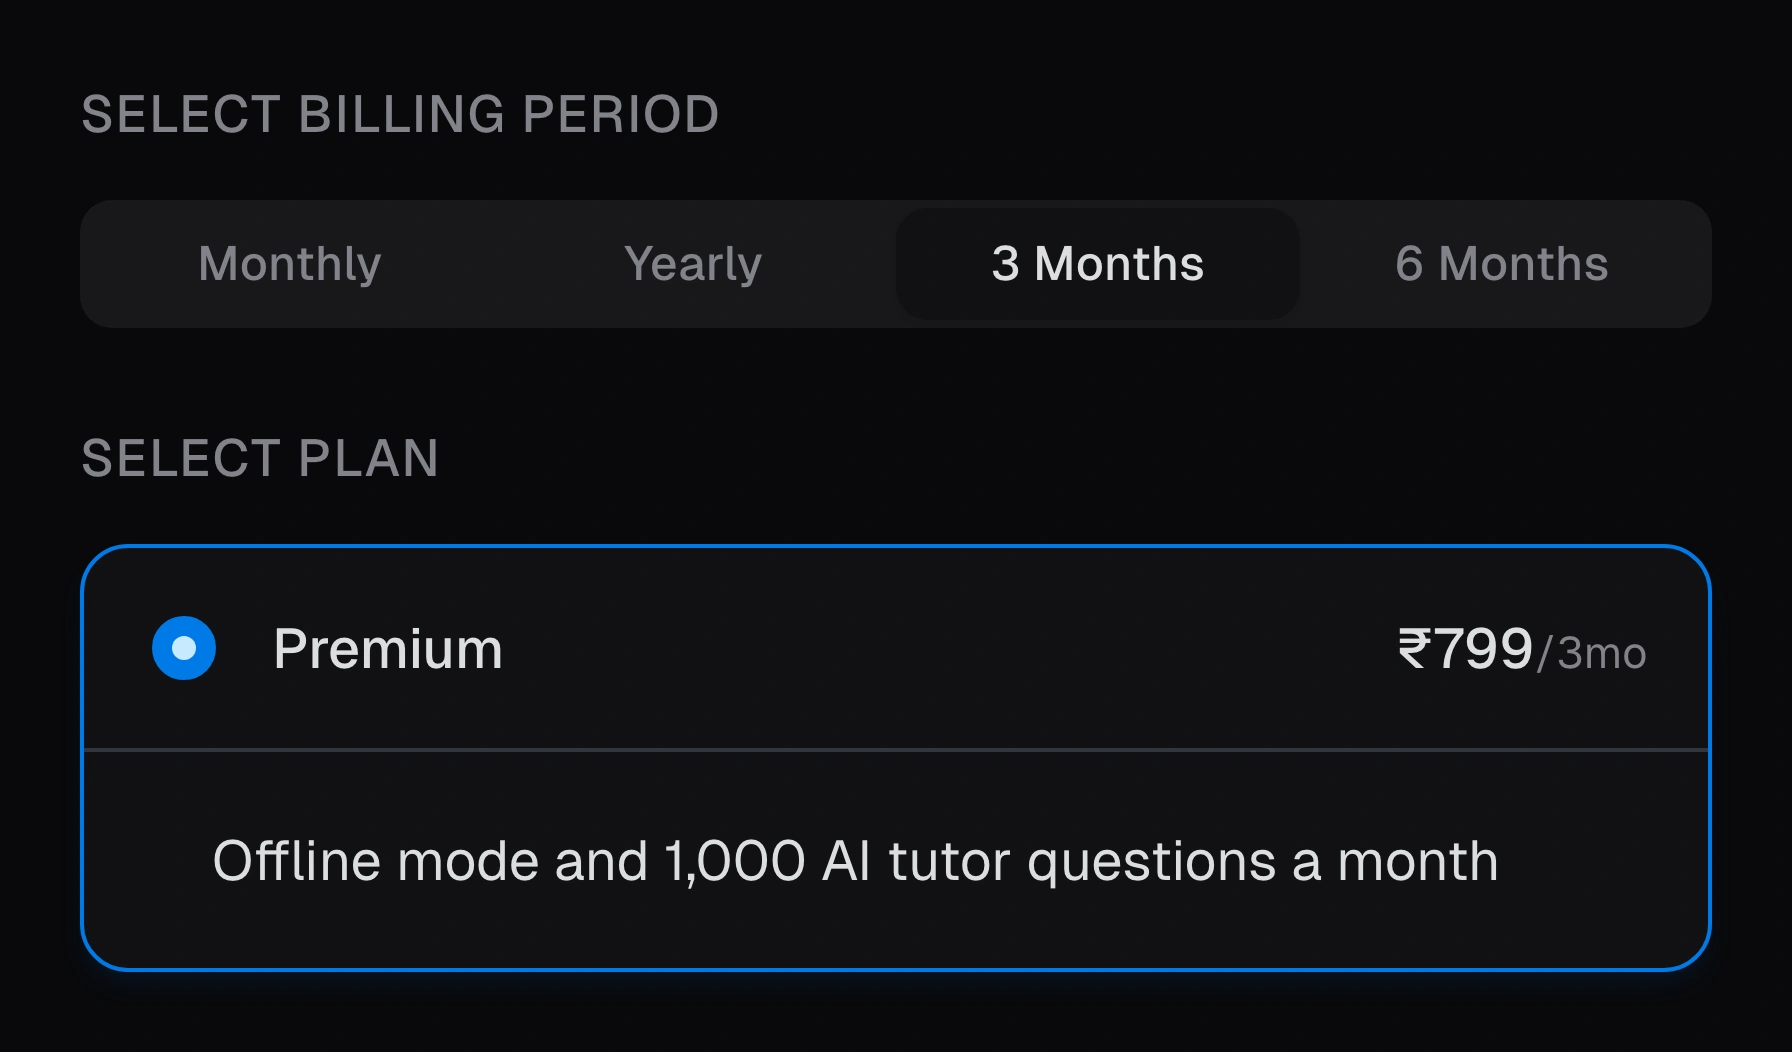 SELECT BILLING PERIOD
Monthly Yearly 3 Months 6 Months
SELECT PLAN
Premium ₹799/3mo
Offline mode and 1,000 AI tutor questions a month